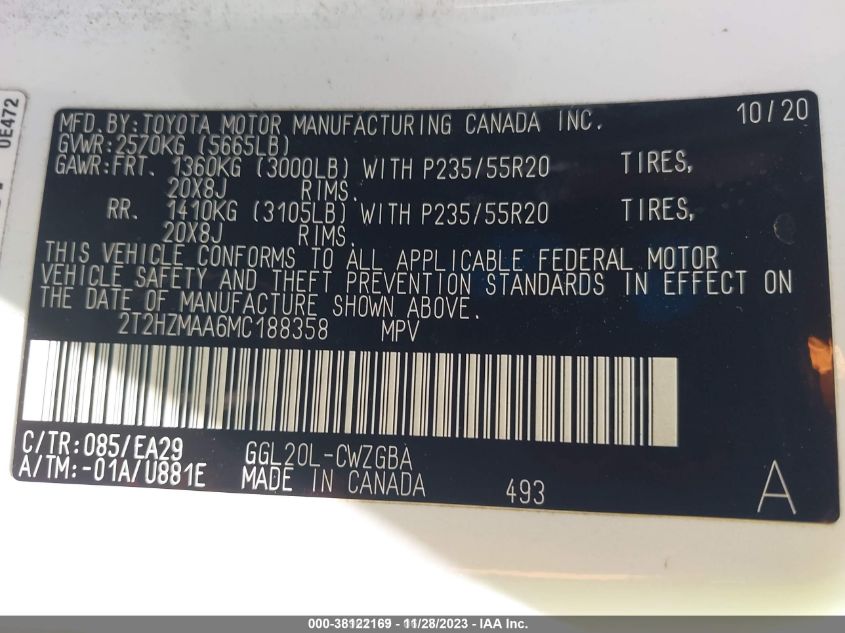 0E472
MFD. BY: TOYOTA MOTOR MANUFACTURING CANADA INC. 10/20
GVWR: 2570KG (5665LB)
GAWR: FRT. 1360KG (3000LB) WITH P235/55R20 TIRES,
20X8J RIMS.
RR. 1410KG (3105LB) WITH P235/55R20 TIRES,
20X8J RIMS.
THIS VEHICLE CONFORMS TO ALL APPLICABLE FEDERAL MOTOR
VEHICLE SAFETY AND THEFT PREVENTION STANDARDS IN EFFECT ON
THE DATE OF MANUFACTURE SHOWN ABOVE.
2T2HZMAA6MC188358 MPV
C/TR: 085/EA29 GGL20L-CWZGBA
A/TM: -01A/U881E MADE IN CANADA 493 A
000-38122169 - 11/28/2023 - IAA Inc.